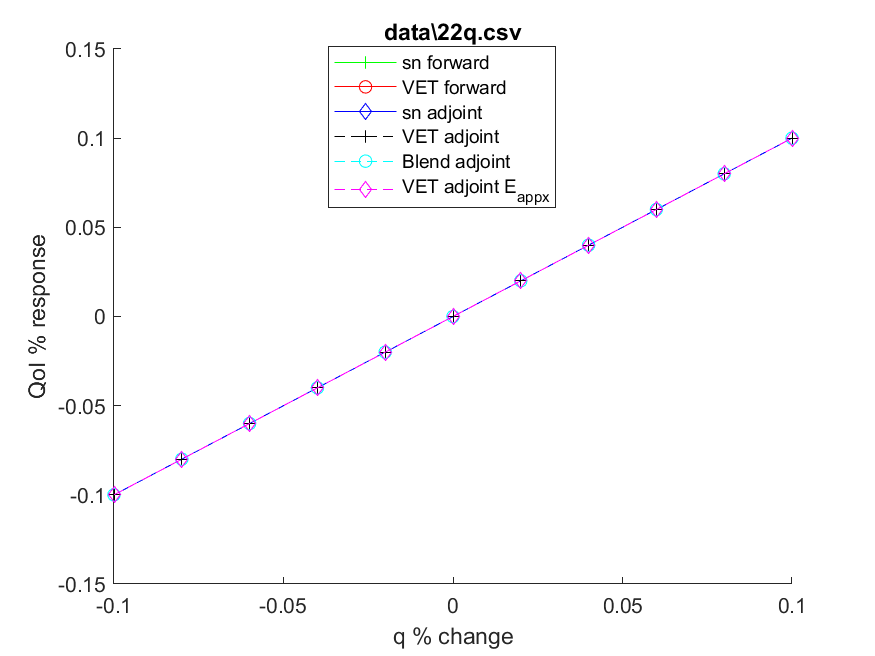 data\22q.csv
sn forward
VET forward
sn adjoint
VET adjoint
Blend adjoint
VET adjoint E_appx
0.15
0.1
0.05
0
-0.05
-0.1
-0.15
QoI % response
-0.1
-0.05
0
0.05
0.1
q % change